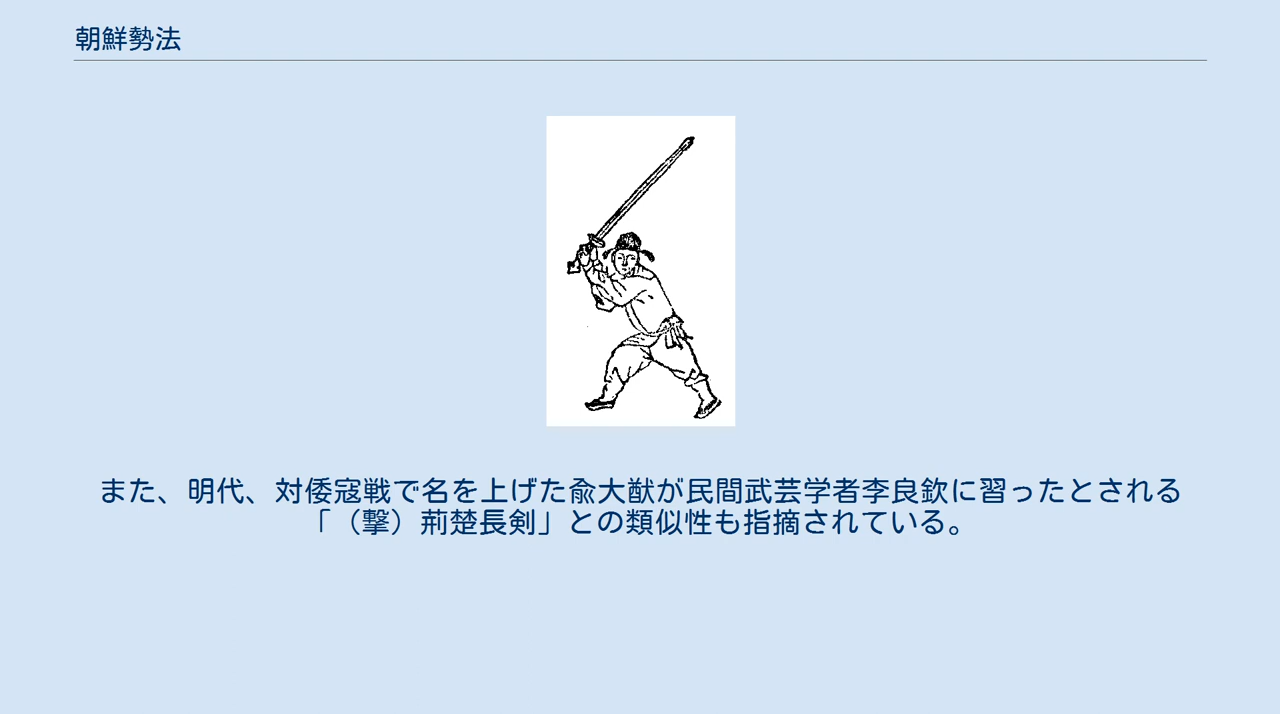 朝鮮勢法
また、明代、対倭寇戦で名を上げた兪大猷が民間武芸学者李良欽に習ったとされる
「（撃）荊楚長剣」との類似性も指摘されている。